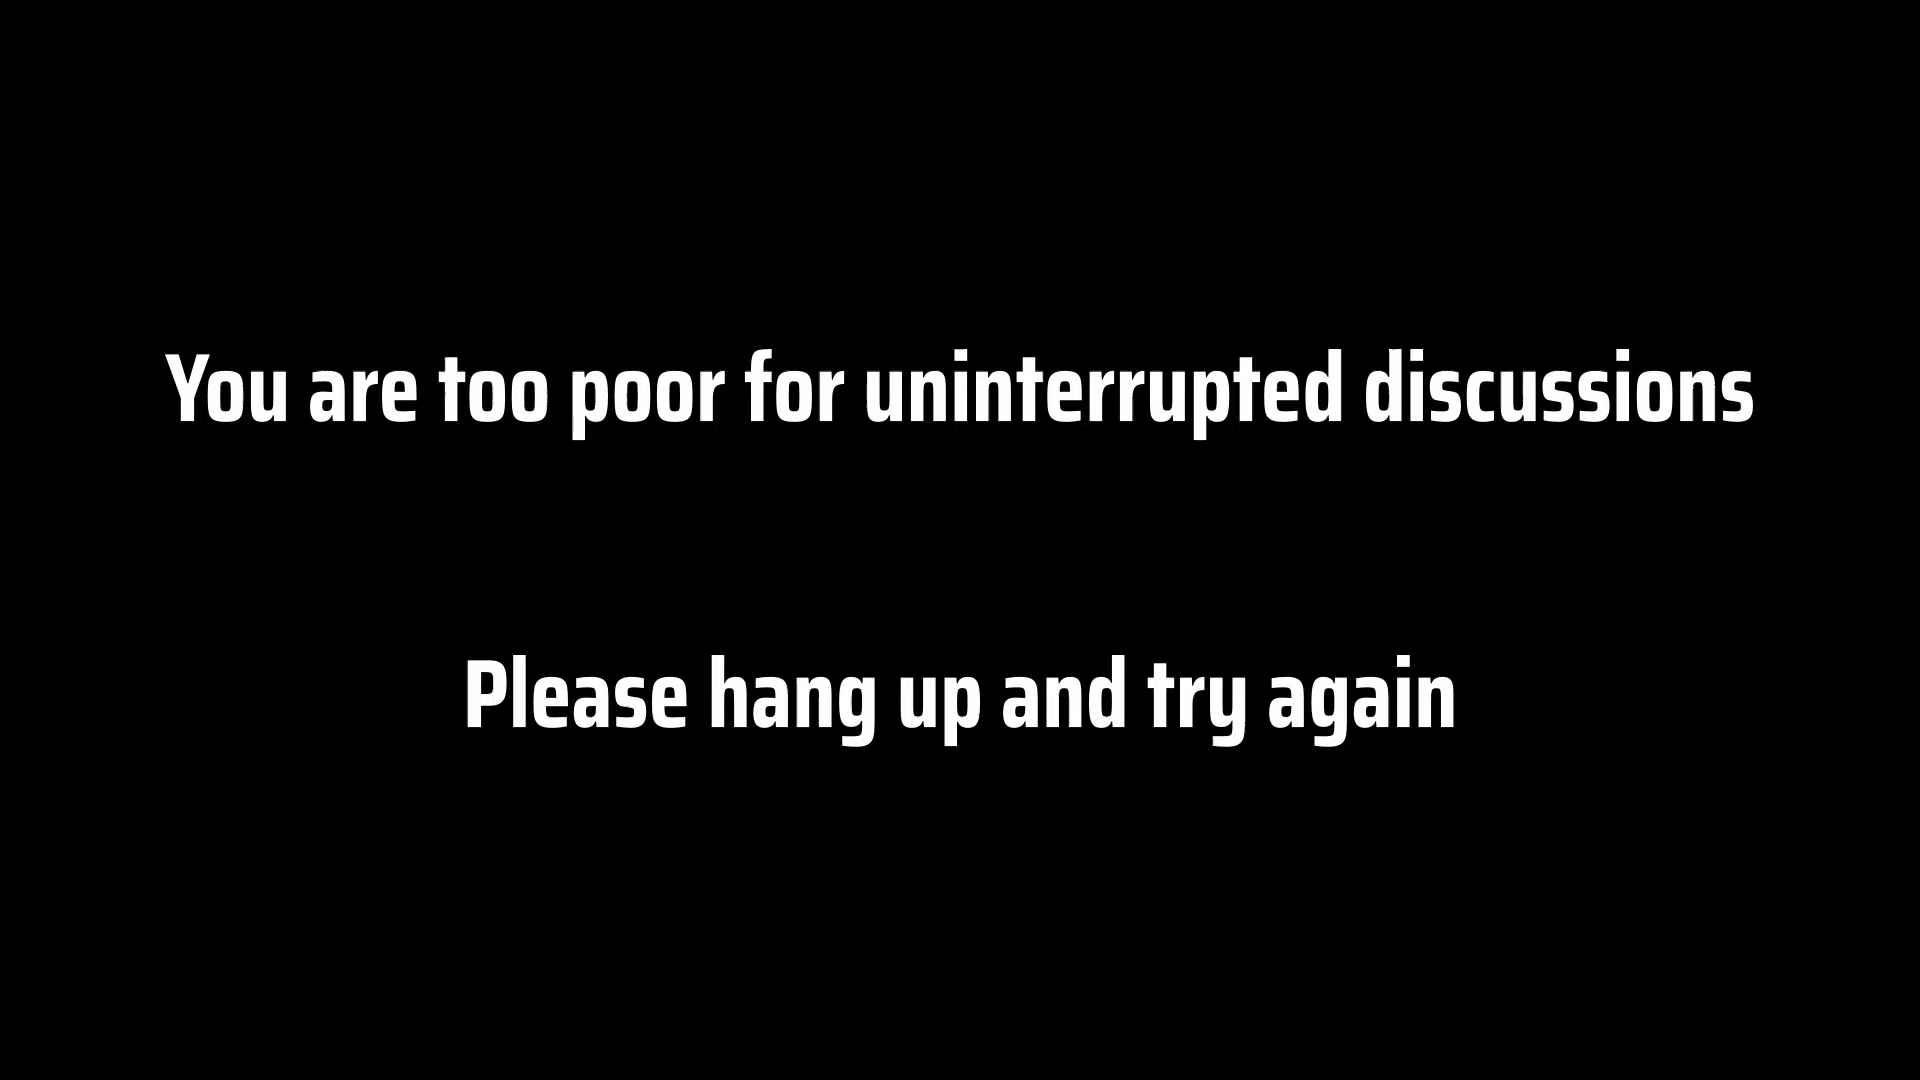 You are too poor for uninterrupted discussions
Please hang up and try again